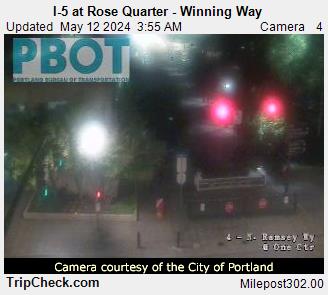 I-5 at Rose Quarter - Winning Way
Updated May 12 2024 3:55 AM Camera 4
PBOT
PORTLAND BUREAU OF TRANSPORTATION
4 - N. Ramsey Wy
@ One Ctr
Camera courtesy of the City of Portland
TripCheck.com Milepost302.00